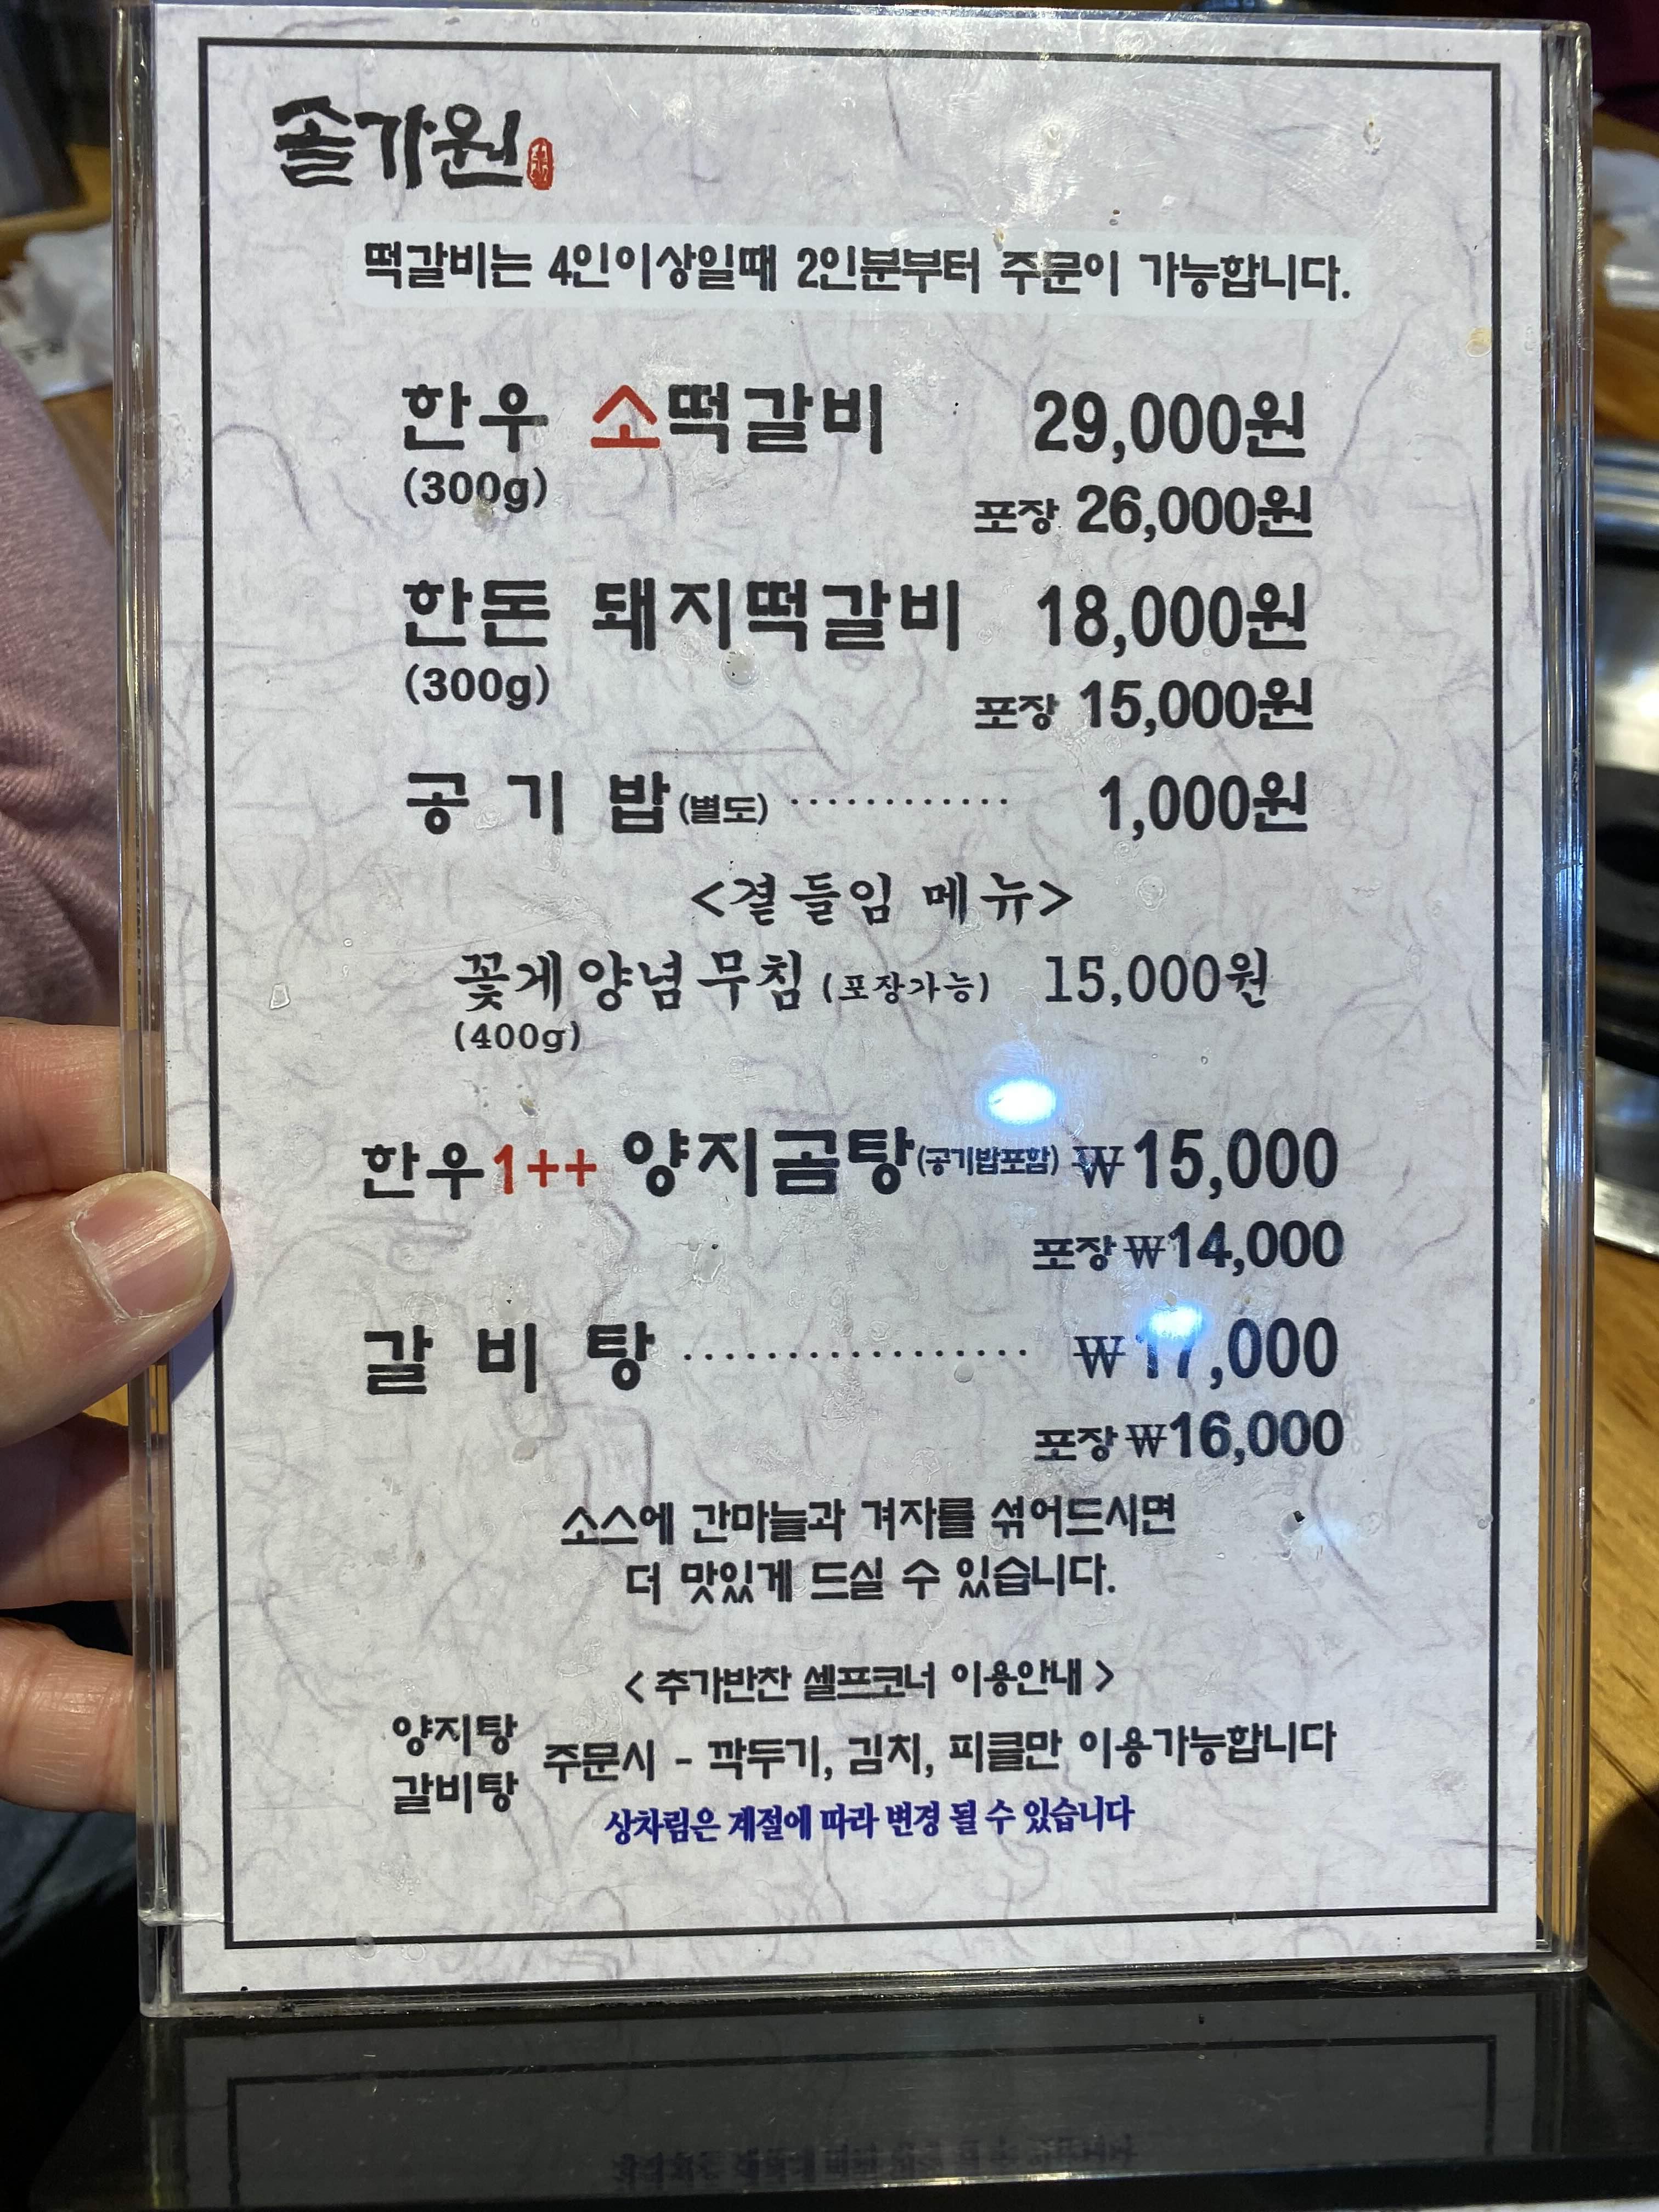 솔가원
떡갈비는 4인이상일때 2인분부터 주문이 가능합니다.
한우 소떡갈비 29,000원
(300g) 포장 26,000원
한돈 돼지떡갈비 18,000원
(300g) 포장 15,000원
공 기 밥(별도) ············ 1,000원
<곁들임 메뉴>
꽃게양념무침 (포장가능) 15,000원
(400g)
한우1++ 양지곰탕(공기밥포함) ₩15,000
포장 ₩14,000
갈 비 탕 ················· ₩17,000
포장 ₩16,000
소스에 간마늘과 겨자를 섞어드시면
더 맛있게 드실 수 있습니다.
< 추가반찬 셀프코너 이용안내 >
양지탕
갈비탕
주문시 - 깍두기, 김치, 피클만 이용가능합니다
상차림은 계절에 따라 변경 될 수 있습니다